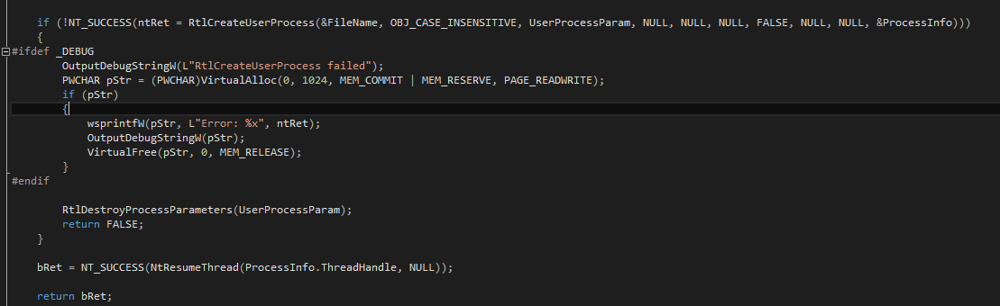 if (!NT_SUCCESS(ntRet = RtlCreateUserProcess(&FileName, OBJ_CASE_INSENSITIVE, UserProcessParam, NULL, NULL, NULL, FALSE, NULL, NULL, &ProcessInfo)))
{
#ifdef _DEBUG
OutputDebugStringW(L"RtlCreateUserProcess failed");
PWCHAR pStr = (PWCHAR)VirtualAlloc(0, 1024, MEM_COMMIT | MEM_RESERVE, PAGE_READWRITE);
if (pStr)
{
wsprintfW(pStr, L"Error: %x", ntRet);
OutputDebugStringW(pStr);
VirtualFree(pStr, 0, MEM_RELEASE);
}
#endif
RtlDestroyProcessParameters(UserProcessParam);
return FALSE;
}
bRet = NT_SUCCESS(NtResumeThread(ProcessInfo.ThreadHandle, NULL));
return bRet;